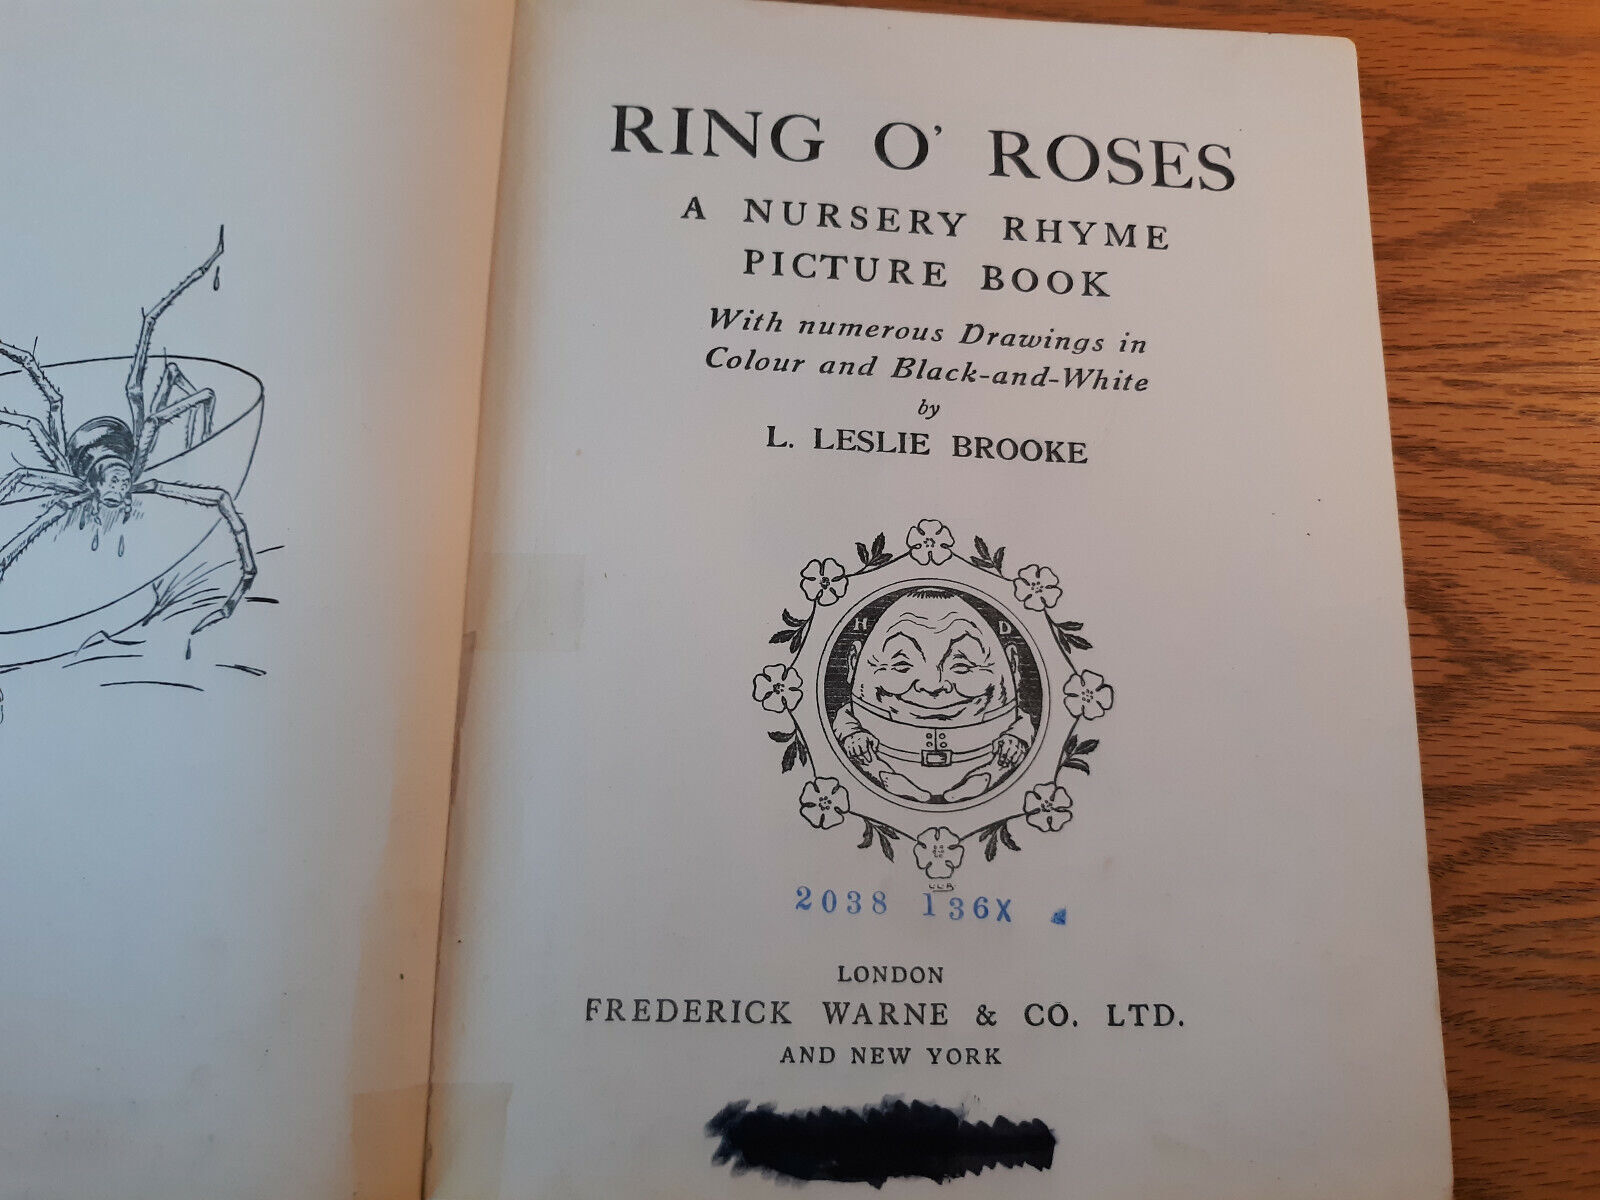 RING O' ROSES
A NURSERY RHYME
PICTURE BOOK
With numerous Drawings in
Colour and Black-and-White
by
L. LESLIE BROOKE
H D
LLB
2038 136X
LONDON
FREDERICK WARNE & CO. LTD.
AND NEW YORK